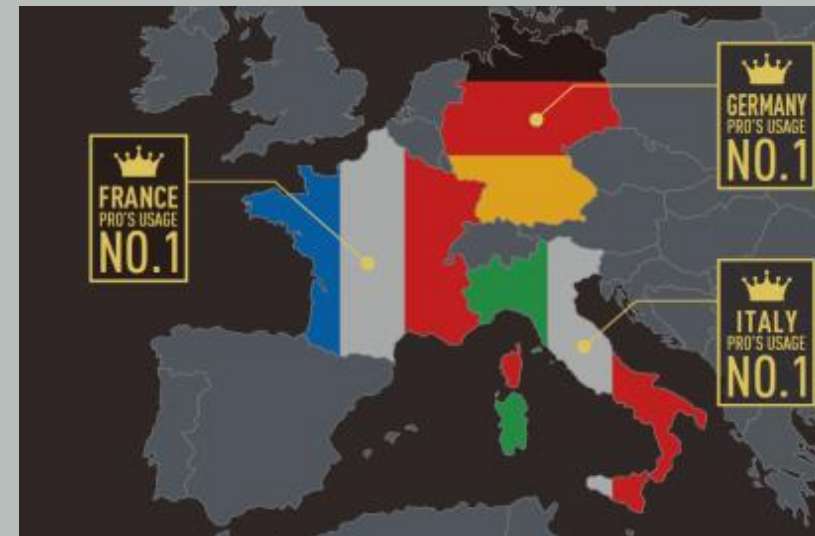 GERMANY
PRO'S USAGE
NO.1
FRANCE
PRO'S USAGE
NO.1
ITALY
PRO'S USAGE
NO.1